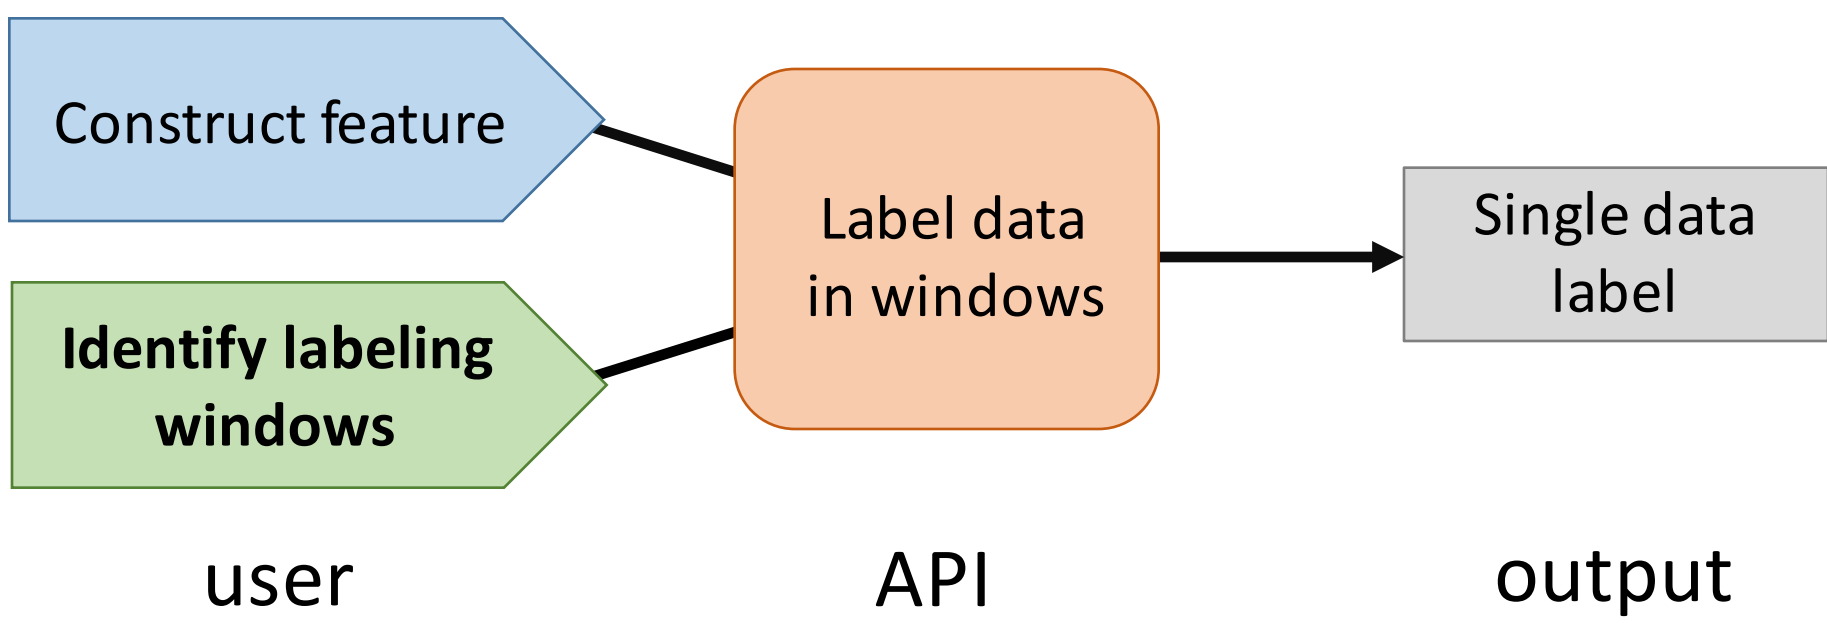 Construct feature
Identify labeling
windows
Label data
in windows
Single data
label
user
API
output